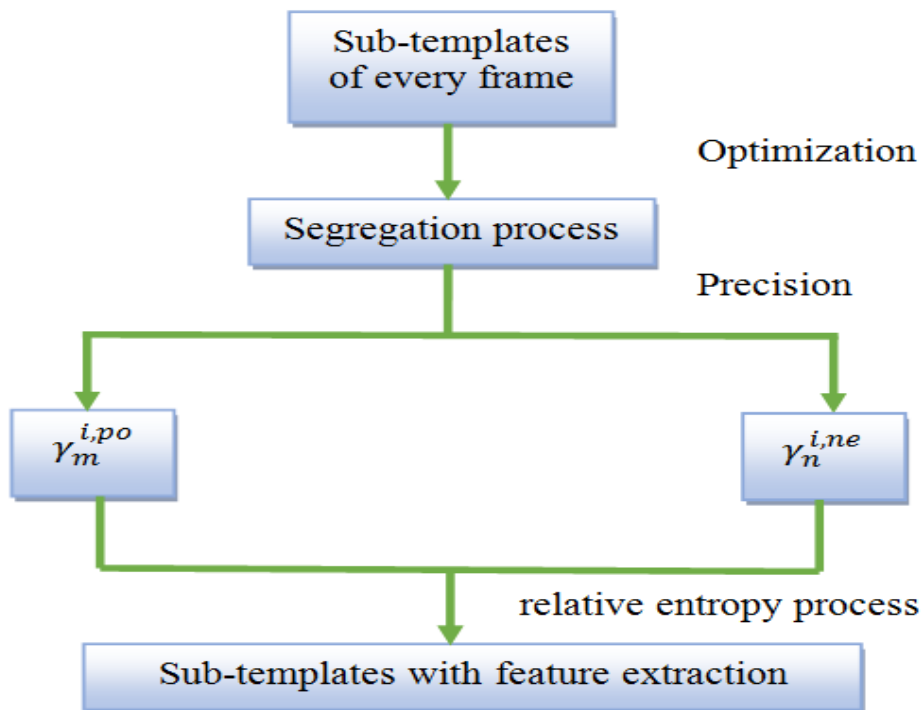 Sub-templates
of every frame
Optimization
Segregation process
Precision
γ_m^{i,po}
γ_n^{i,ne}
relative entropy process
Sub-templates with feature extraction